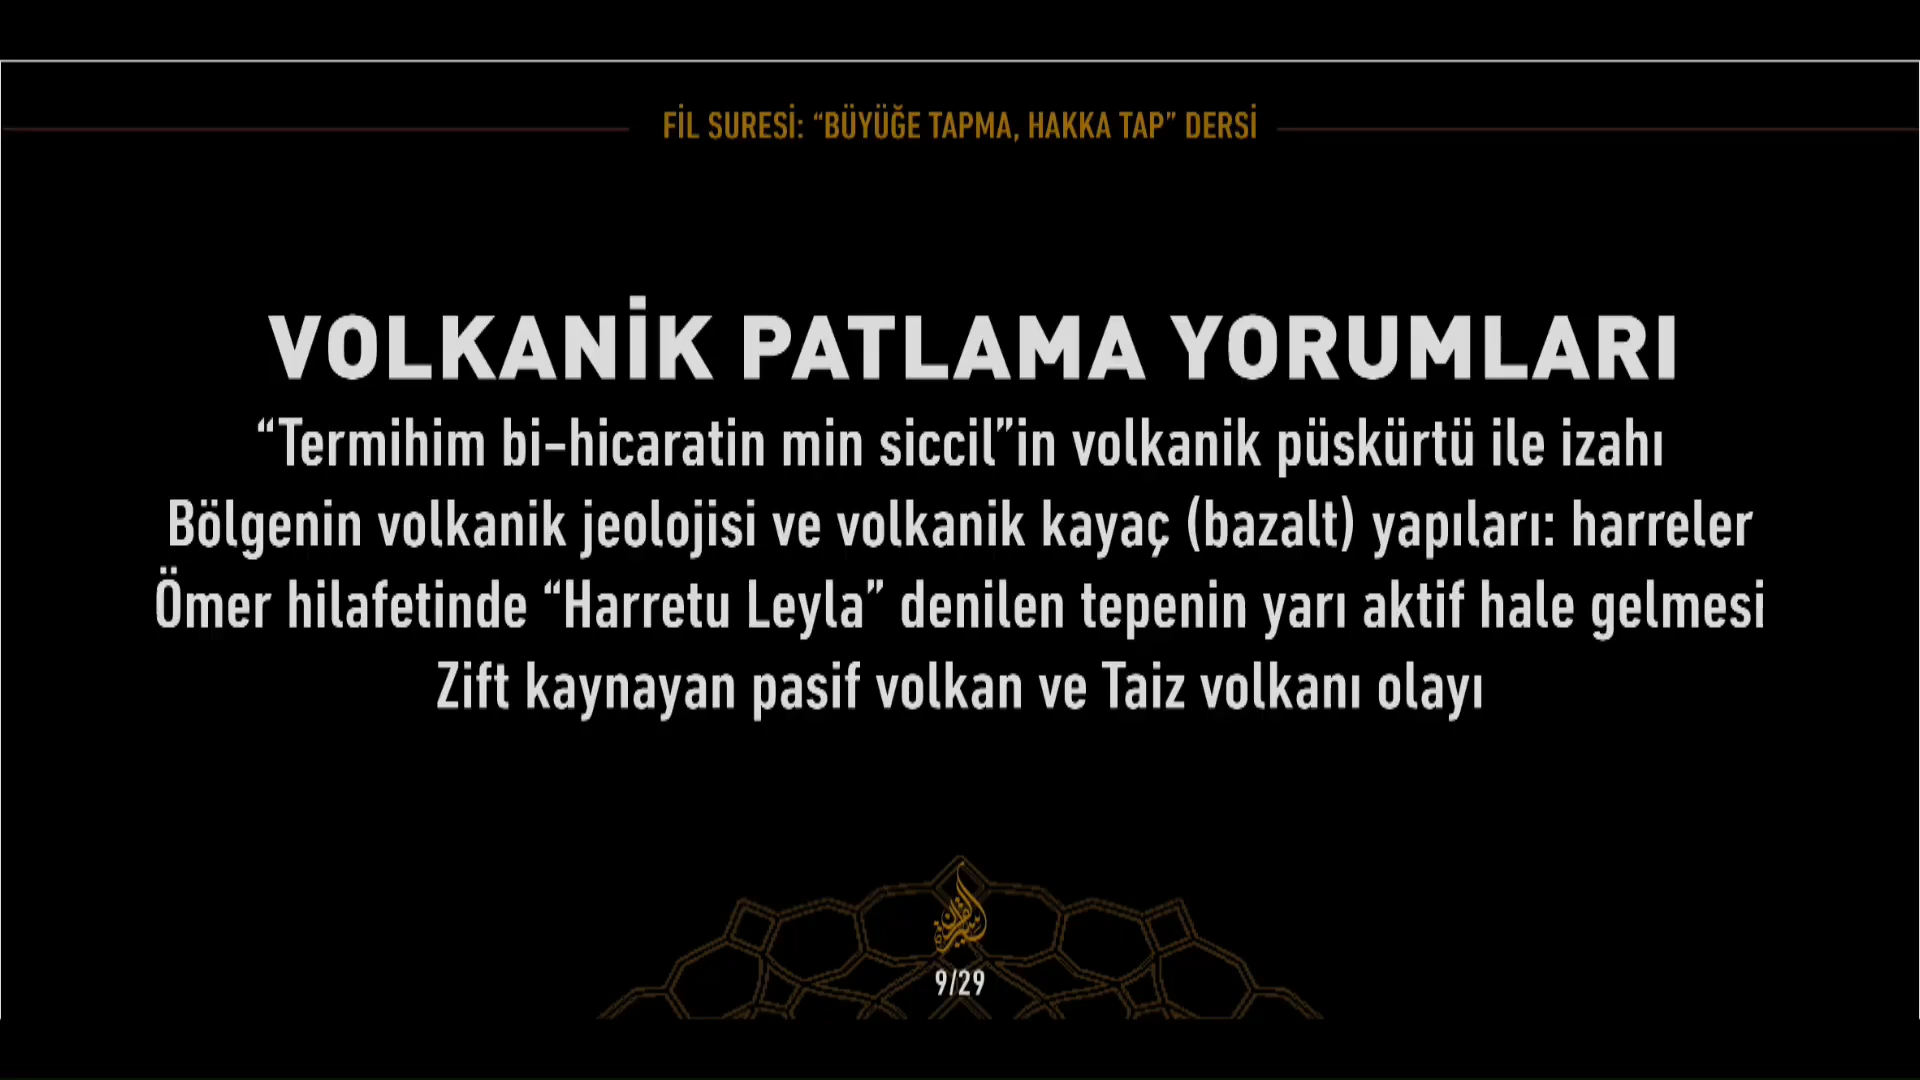 FİL SURESİ: “BÜYÜĞE TAPMA, HAKKA TAP” DERSİ
VOLKANİK PATLAMA YORUMLARI
“Termihim bi-hicaratin min siccil”in volkanik püskürtü ile izahı
Bölgenin volkanik jeolojisi ve volkanik kayaç (bazalt) yapıları: harreler
Ömer hilafetinde “Harretu Leyla” denilen tepenin yarı aktif hale gelmesi
Zift kaynayan pasif volkan ve Taiz volkanı olayı
9/29